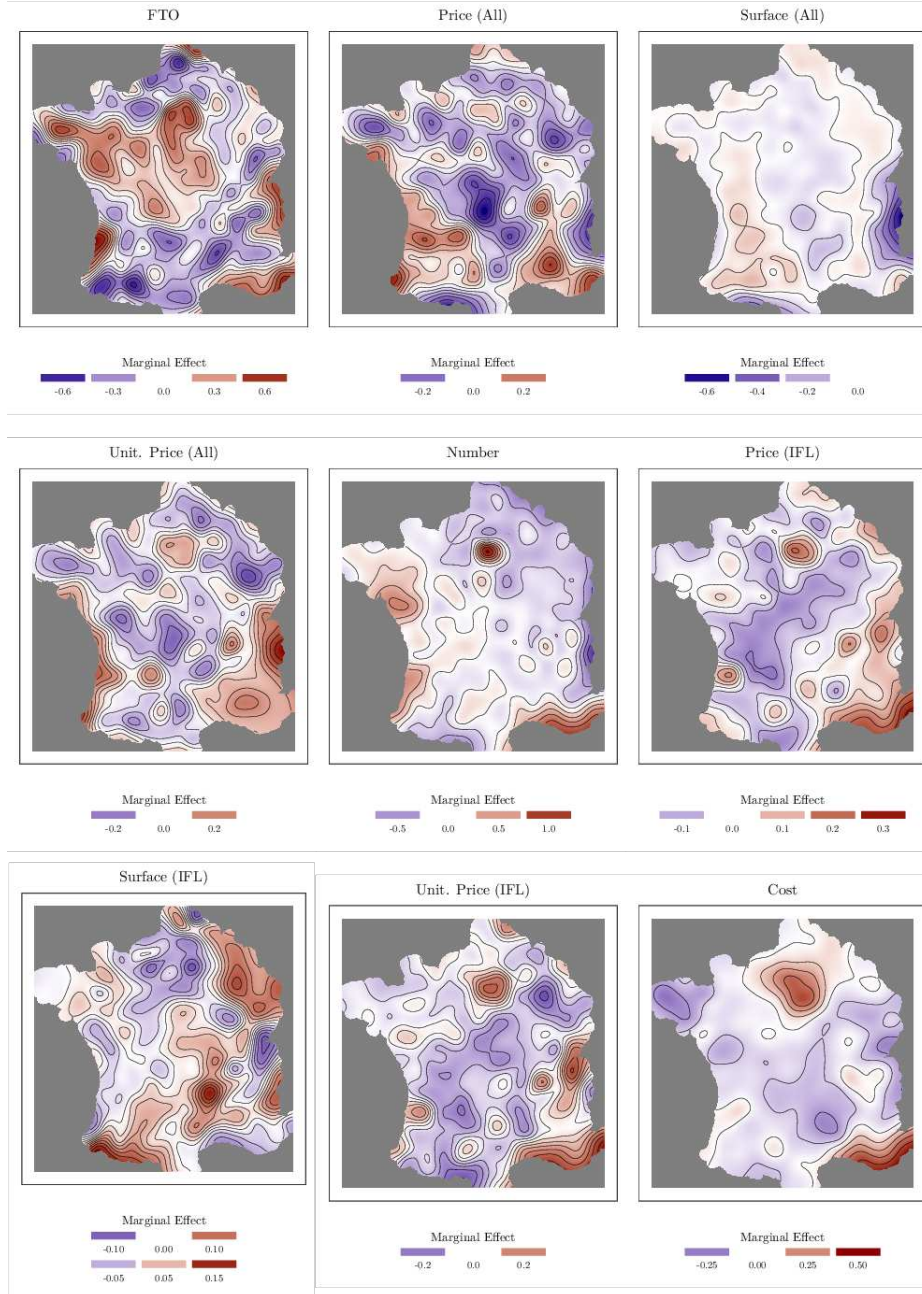 FTO Price (All) Surface (All)
Marginal Effect Marginal Effect Marginal Effect
-0.6 -0.3 0.0 0.3 0.6 -0.2 0.0 0.2 -0.6 -0.4 -0.2 0.0
Unit. Price (All) Number Price (IFL)
Marginal Effect Marginal Effect Marginal Effect
-0.2 0.0 0.2 -0.5 0.0 0.5 1.0 -0.1 0.0 0.1 0.2 0.3
Surface (IFL) Unit. Price (IFL) Cost
Marginal Effect Marginal Effect Marginal Effect
-0.10 0.00 0.10 -0.2 0.0 0.2 -0.25 0.00 0.25 0.50
-0.05 0.05 0.15